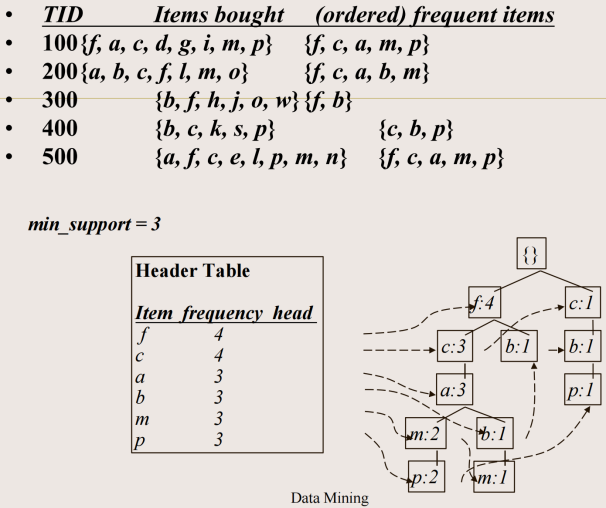 • TID Items bought (ordered) frequent items
• 100 {f, a, c, d, g, i, m, p} {f, c, a, m, p}
• 200 {a, b, c, f, l, m, o} {f, c, a, b, m}
• 300 {b, f, h, j, o, w} {f, b}
• 400 {b, c, k, s, p} {c, b, p}
• 500 {a, f, c, e, l, p, m, n} {f, c, a, m, p}
min_support = 3
Header Table
Item frequency head
f 4
c 4
a 3
b 3
m 3
p 3
{}
f:4 c:1
c:3 b:1 b:1
a:3 p:1
m:2 b:1
p:2 m:1
Data Mining